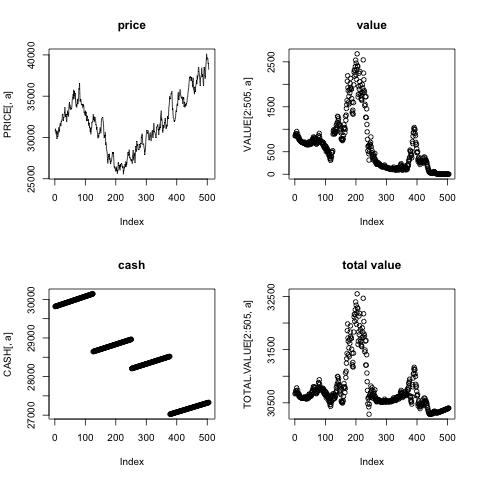 price
PRICE[, a]
25000 30000 35000 40000
0 100 200 300 400 500
Index
value
VALUE[2:505, a]
0 500 1500 2500
0 100 200 300 400 500
Index
cash
CASH[, a]
27000 28000 29000 30000
0 100 200 300 400 500
Index
total value
TOTAL.VALUE[2:505, a]
30500 31500 32500
0 100 200 300 400 500
Index